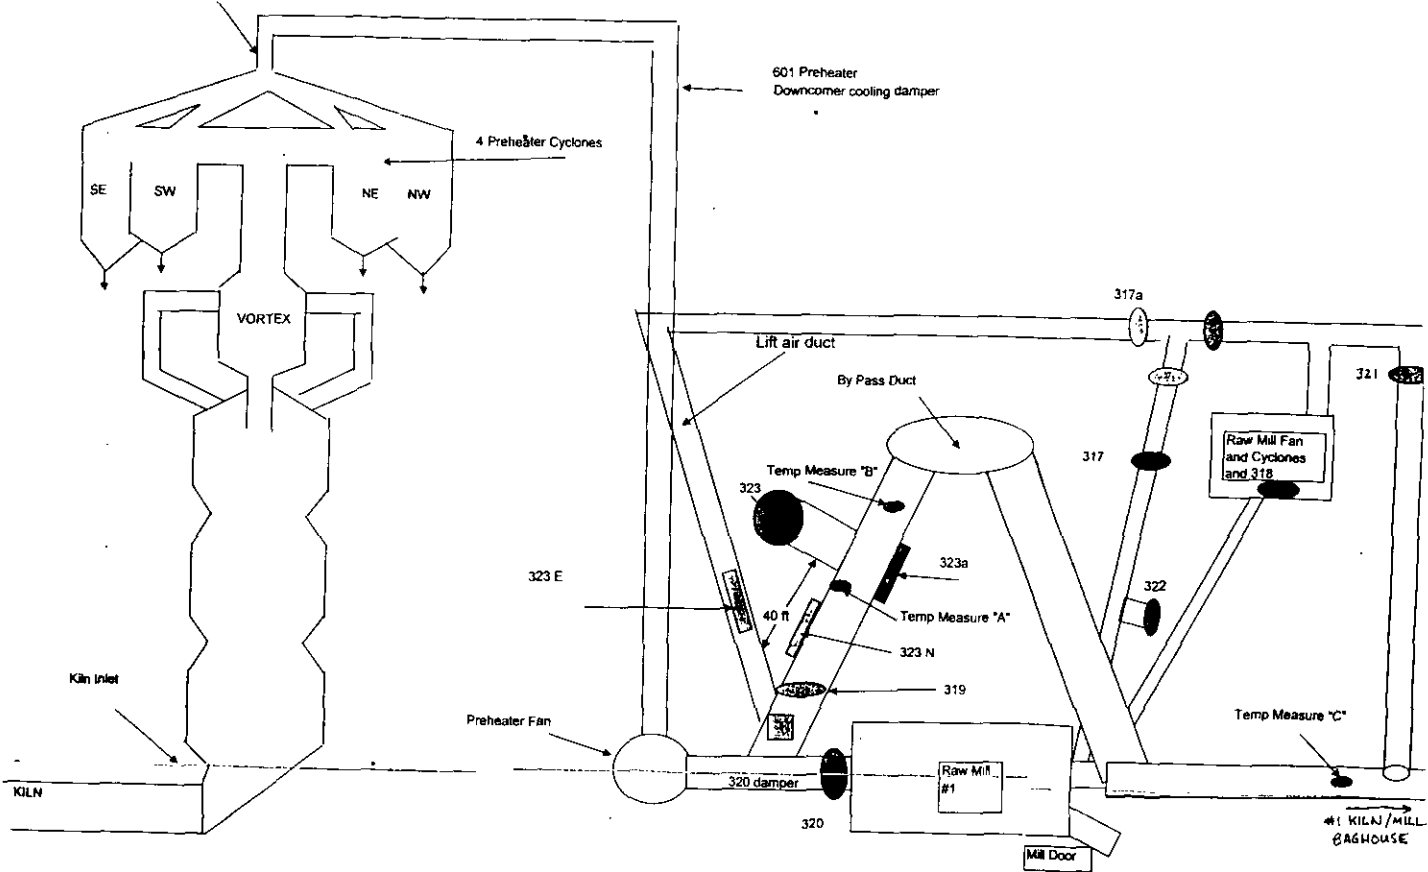 601 Preheater
Downcomer cooling damper
4 Preheater Cyclones
SE
SW
NE
NW
VORTEX
317a
Lift air duct
By Pass Duct
321
Raw Mill Fan
and Cyclones
and 318
317
Temp Measure "B"
323
323a
323 E
322
40 ft
Temp Measure "A"
323 N
Kiln Inlet
319
Preheater Fan
Temp Measure "C"
Raw Mill
#1
320 damper
KILN
320
#1 KILN/MILL
BAGHOUSE
Mill Door